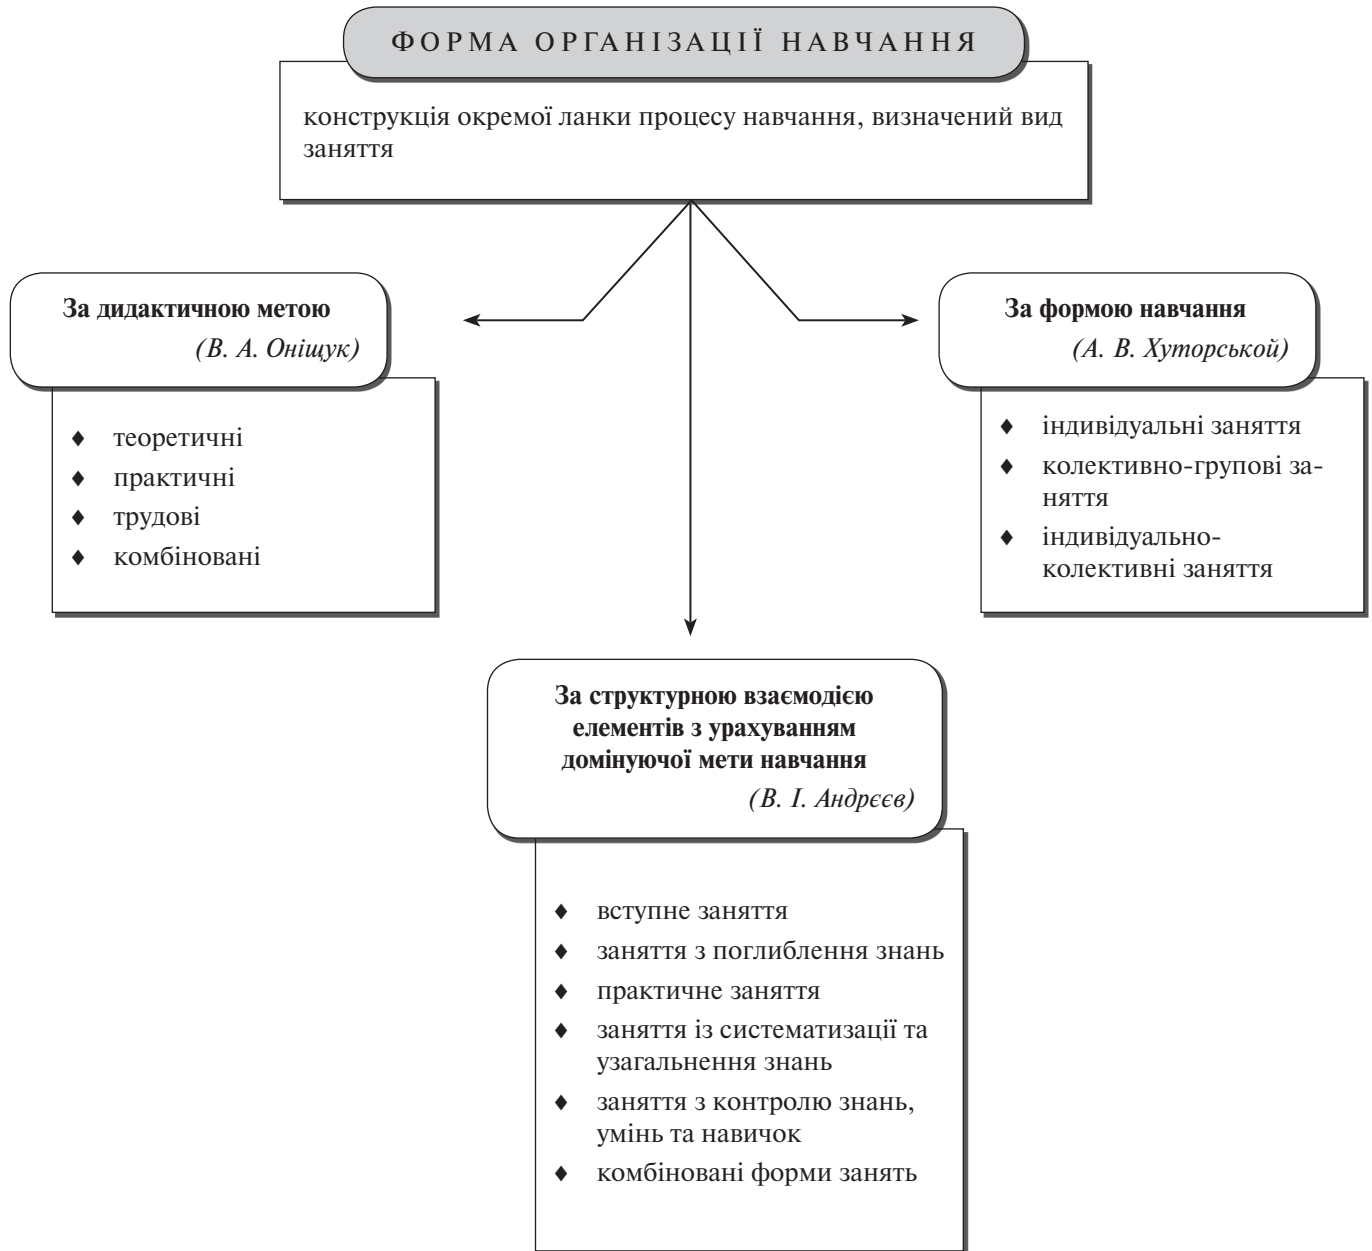 ФОРМА ОРГАНІЗАЦІЇ НАВЧАННЯ
конструкція окремої ланки процесу навчання, визначений вид
заняття
За дидактичною метою
(В. А. Оніщук)
♦ теоретичні
♦ практичні
♦ трудові
♦ комбіновані
За формою навчання
(А. В. Хуторськой)
♦ індивідуальні заняття
♦ колективно-групові за-
няття
♦ індивідуально-
колективні заняття
За структурною взаємодією
елементів з урахуванням
домінуючої мети навчання
(В. І. Андрєєв)
♦ вступне заняття
♦ заняття з поглиблення знань
♦ практичне заняття
♦ заняття із систематизації та
узагальнення знань
♦ заняття з контролю знань,
умінь та навичок
♦ комбіновані форми занять